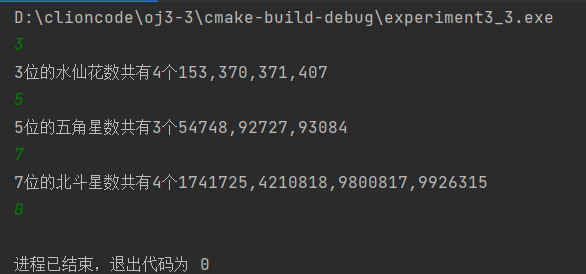 D:\clioncode\oj3-3\cmake-build-debug\experiment3_3.exe
3
3位的水仙花数共有4个153,370,371,407
5
5位的五角星数共有3个54748,92727,93084
7
7位的北斗星数共有4个1741725,4210818,9800817,9926315
0
进程已结束，退出代码为 0